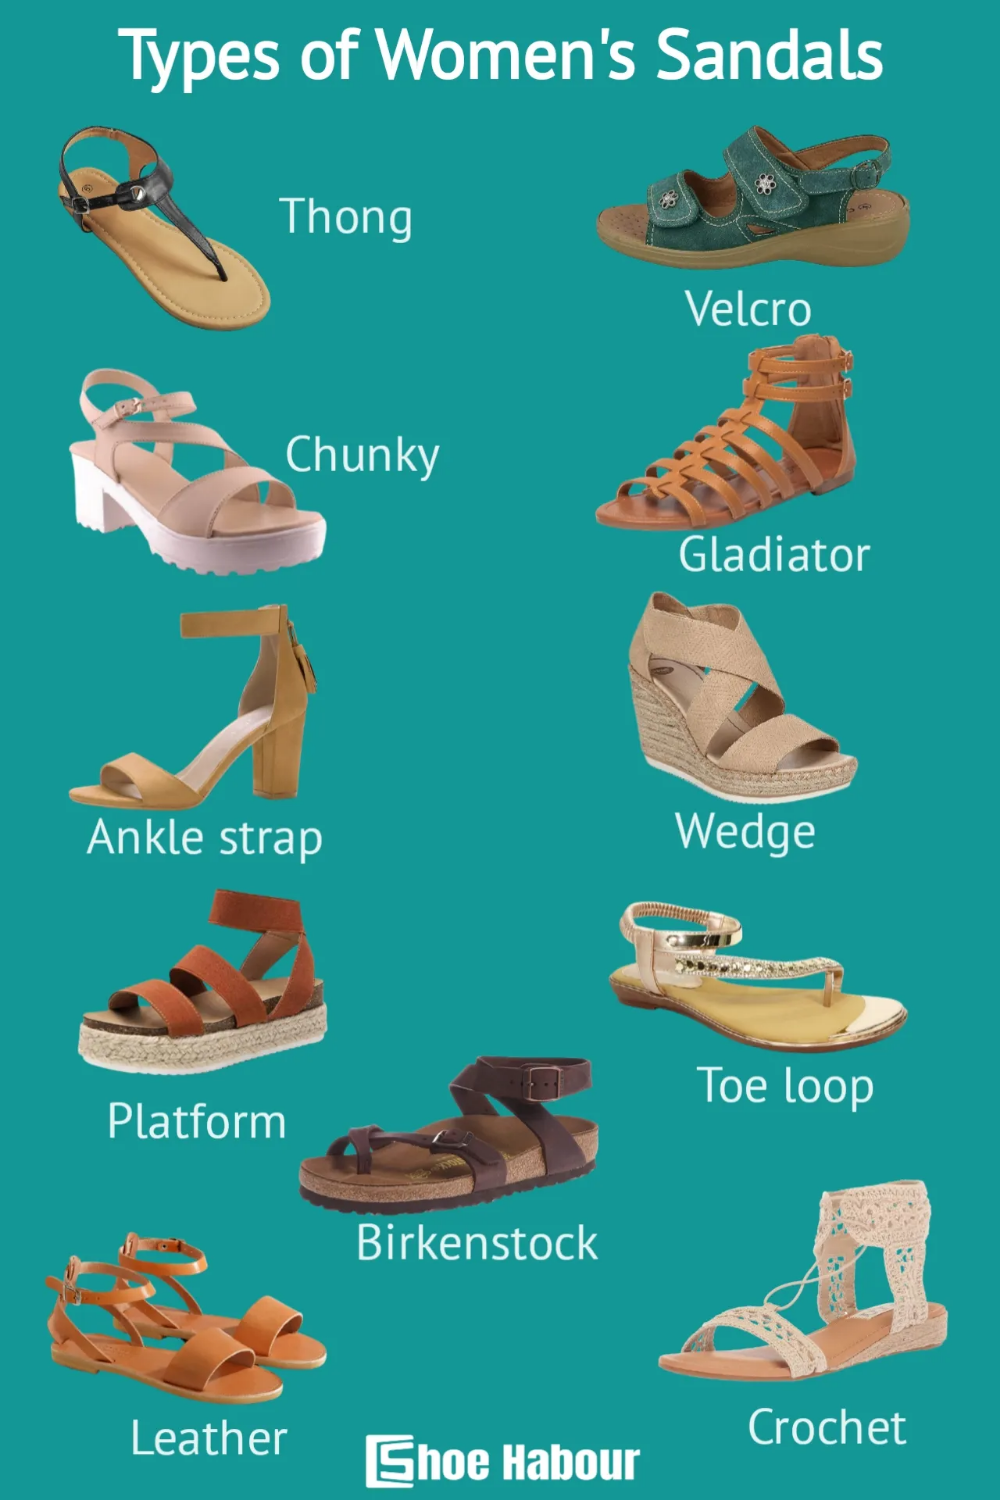 Types of Women's Sandals
Thong
Velcro
Chunky
Gladiator
Ankle strap
Wedge
Platform
Toe loop
Birkenstock
Leather
Crochet
Shoe Habour